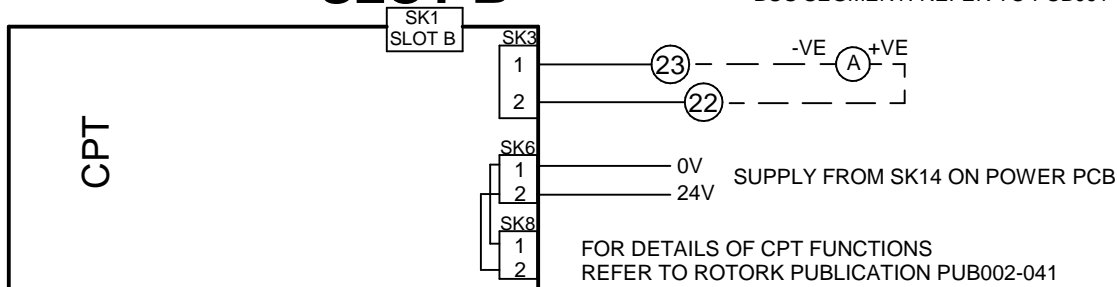 SK1
SLOT B
SK3
1
2
23
-VE
A
+VE
22
CPT
SK6
1
2
0V
24V
SUPPLY FROM SK14 ON POWER PCB
SK8
1
2
FOR DETAILS OF CPT FUNCTIONS
REFER TO ROTORK PUBLICATION PUB002-041